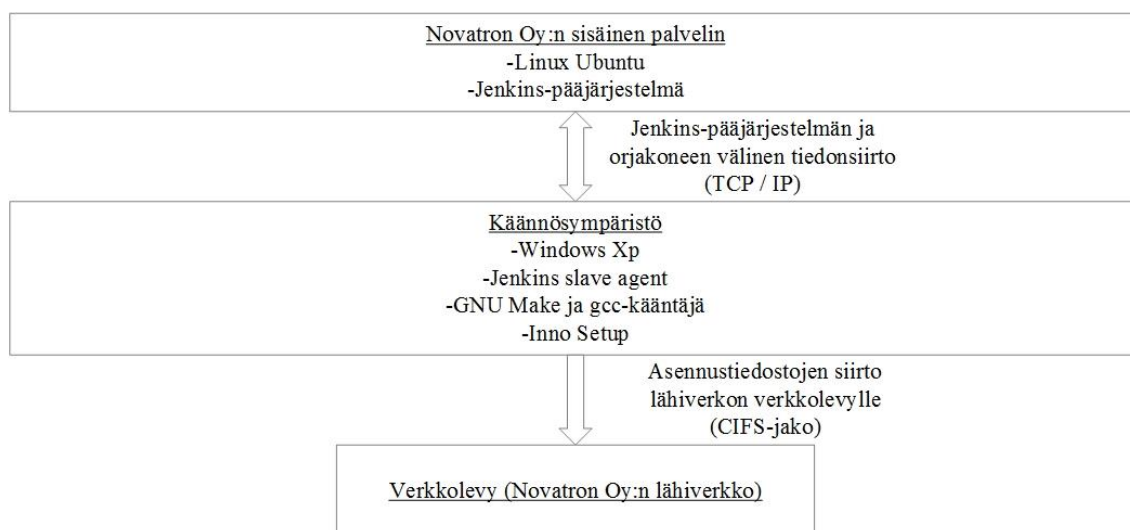 Novatron Oy:n sisäinen palvelin
-Linux Ubuntu
-Jenkins-pääjärjestelmä
Jenkins-pääjärjestelmän ja
orjakoneen välinen tiedonsiirto
(TCP / IP)
Käännösympäristö
-Windows Xp
-Jenkins slave agent
-GNU Make ja gcc-kääntäjä
-Inno Setup
Asennustiedostojen siirto
lähiverkon verkkolevylle
(CIFS-jako)
Verkkolevy (Novatron Oy:n lähiverkko)